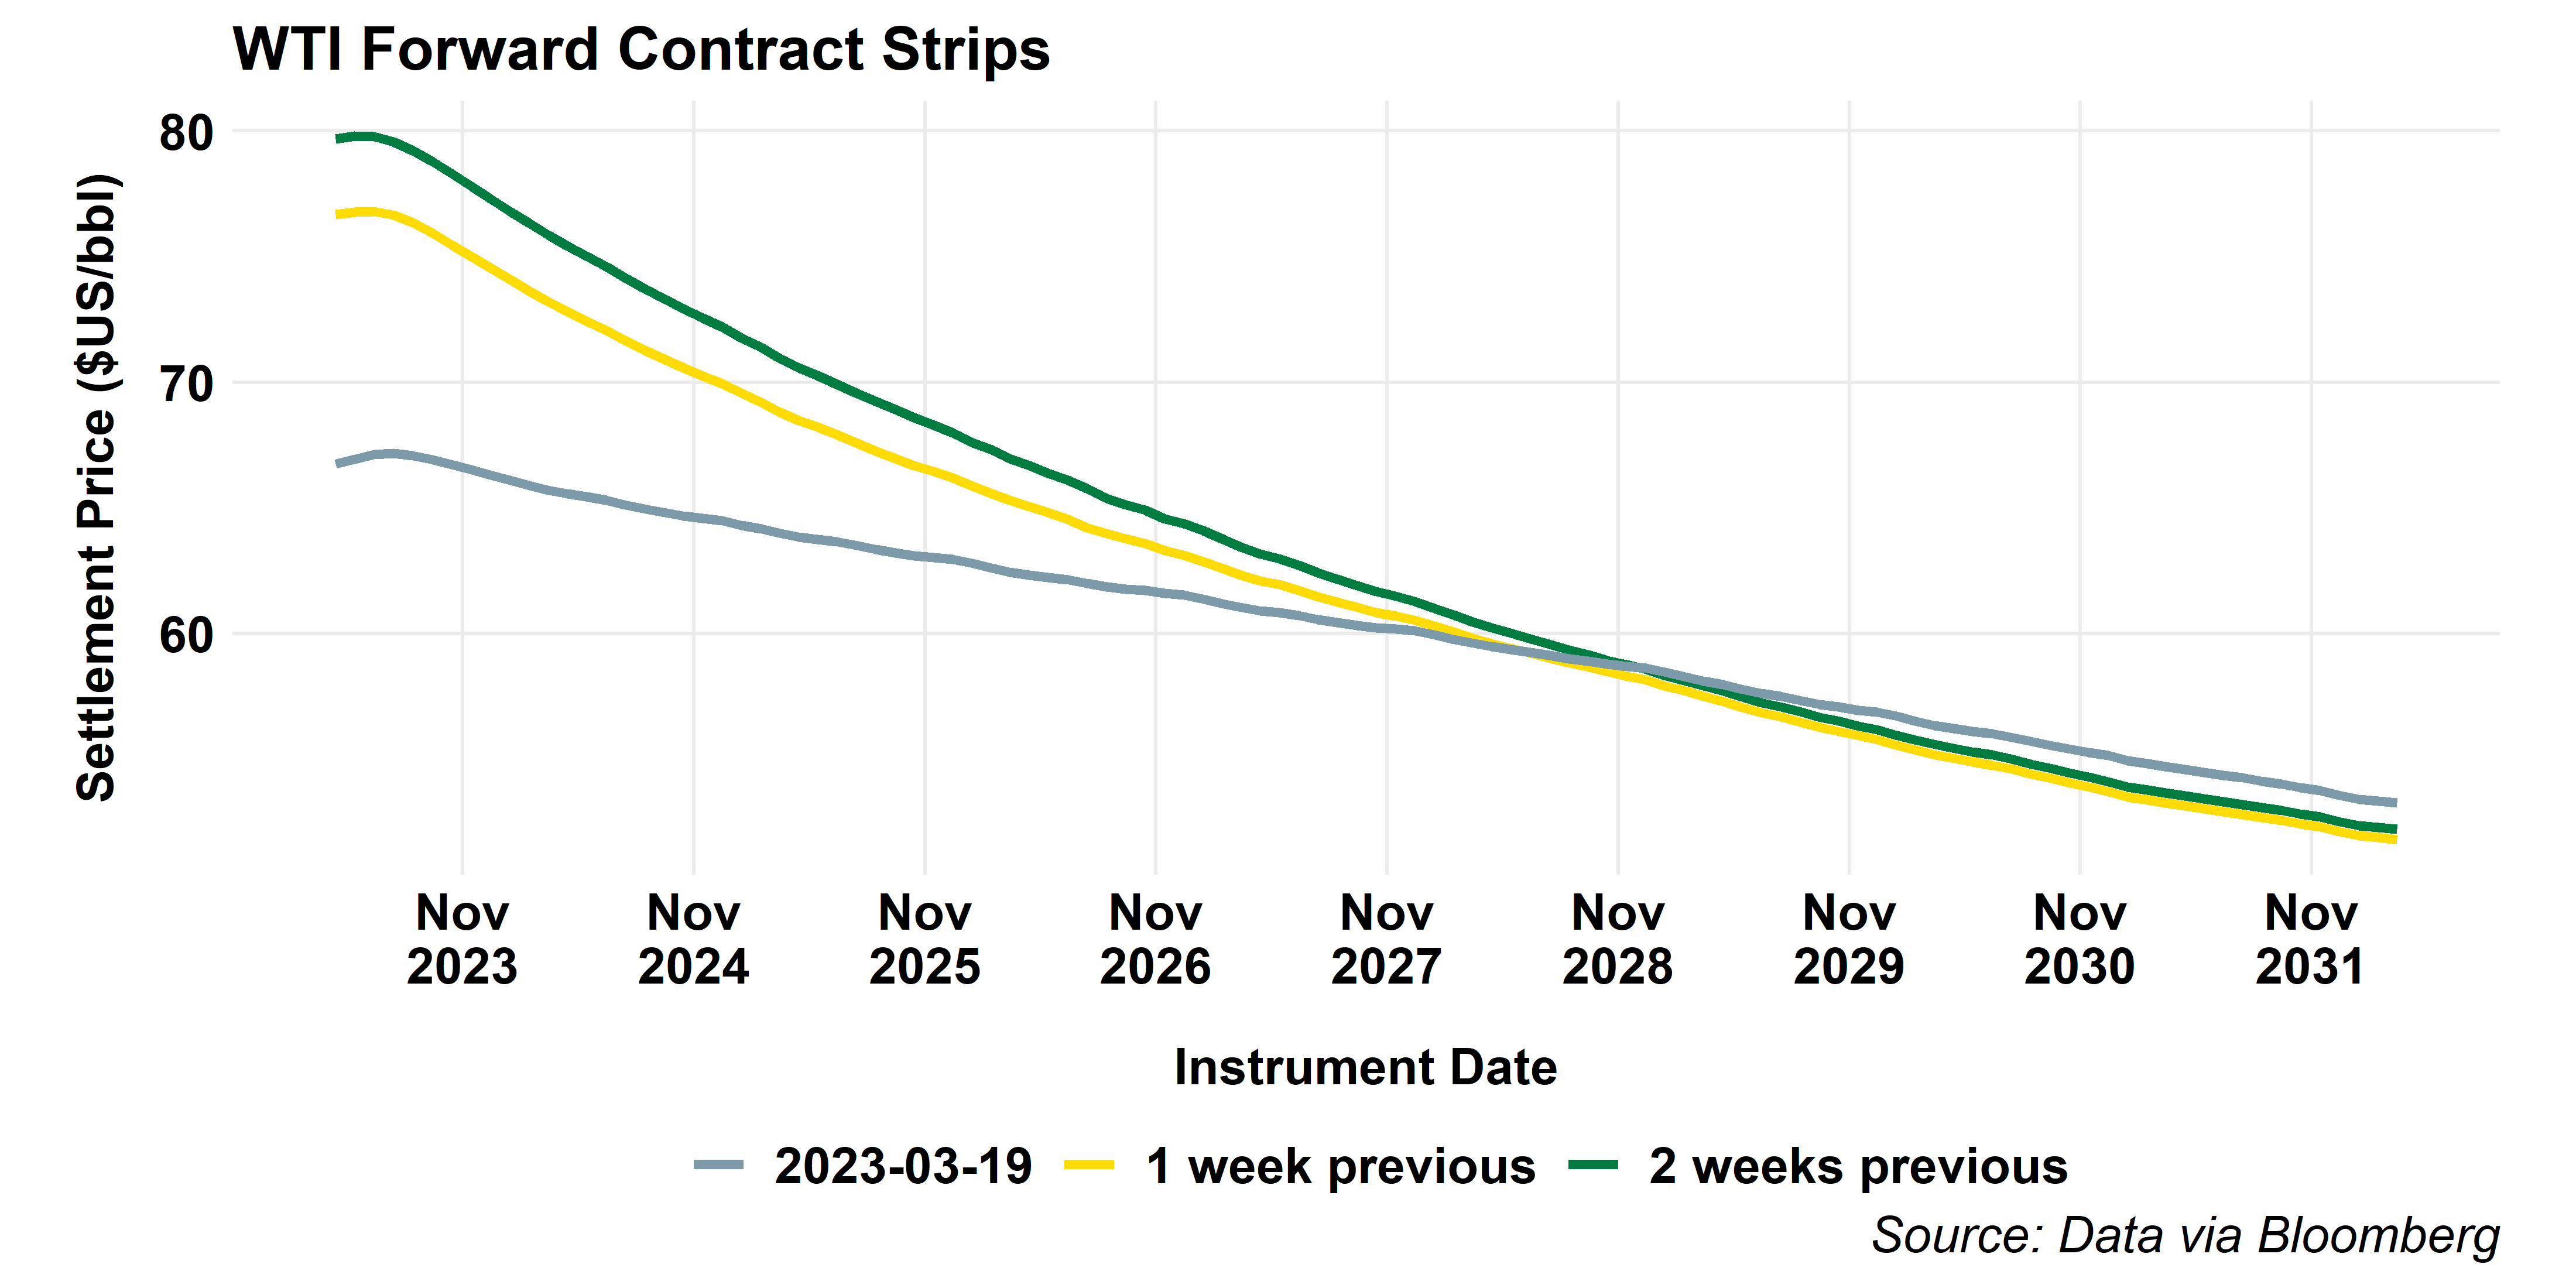 WTI Forward Contract Strips
80
70
60
Settlement Price ($US/bbl)
Nov 2023
Nov 2024
Nov 2025
Nov 2026
Nov 2027
Nov 2028
Nov 2029
Nov 2030
Nov 2031
Instrument Date
2023-03-19 1 week previous 2 weeks previous
Source: Data via Bloomberg